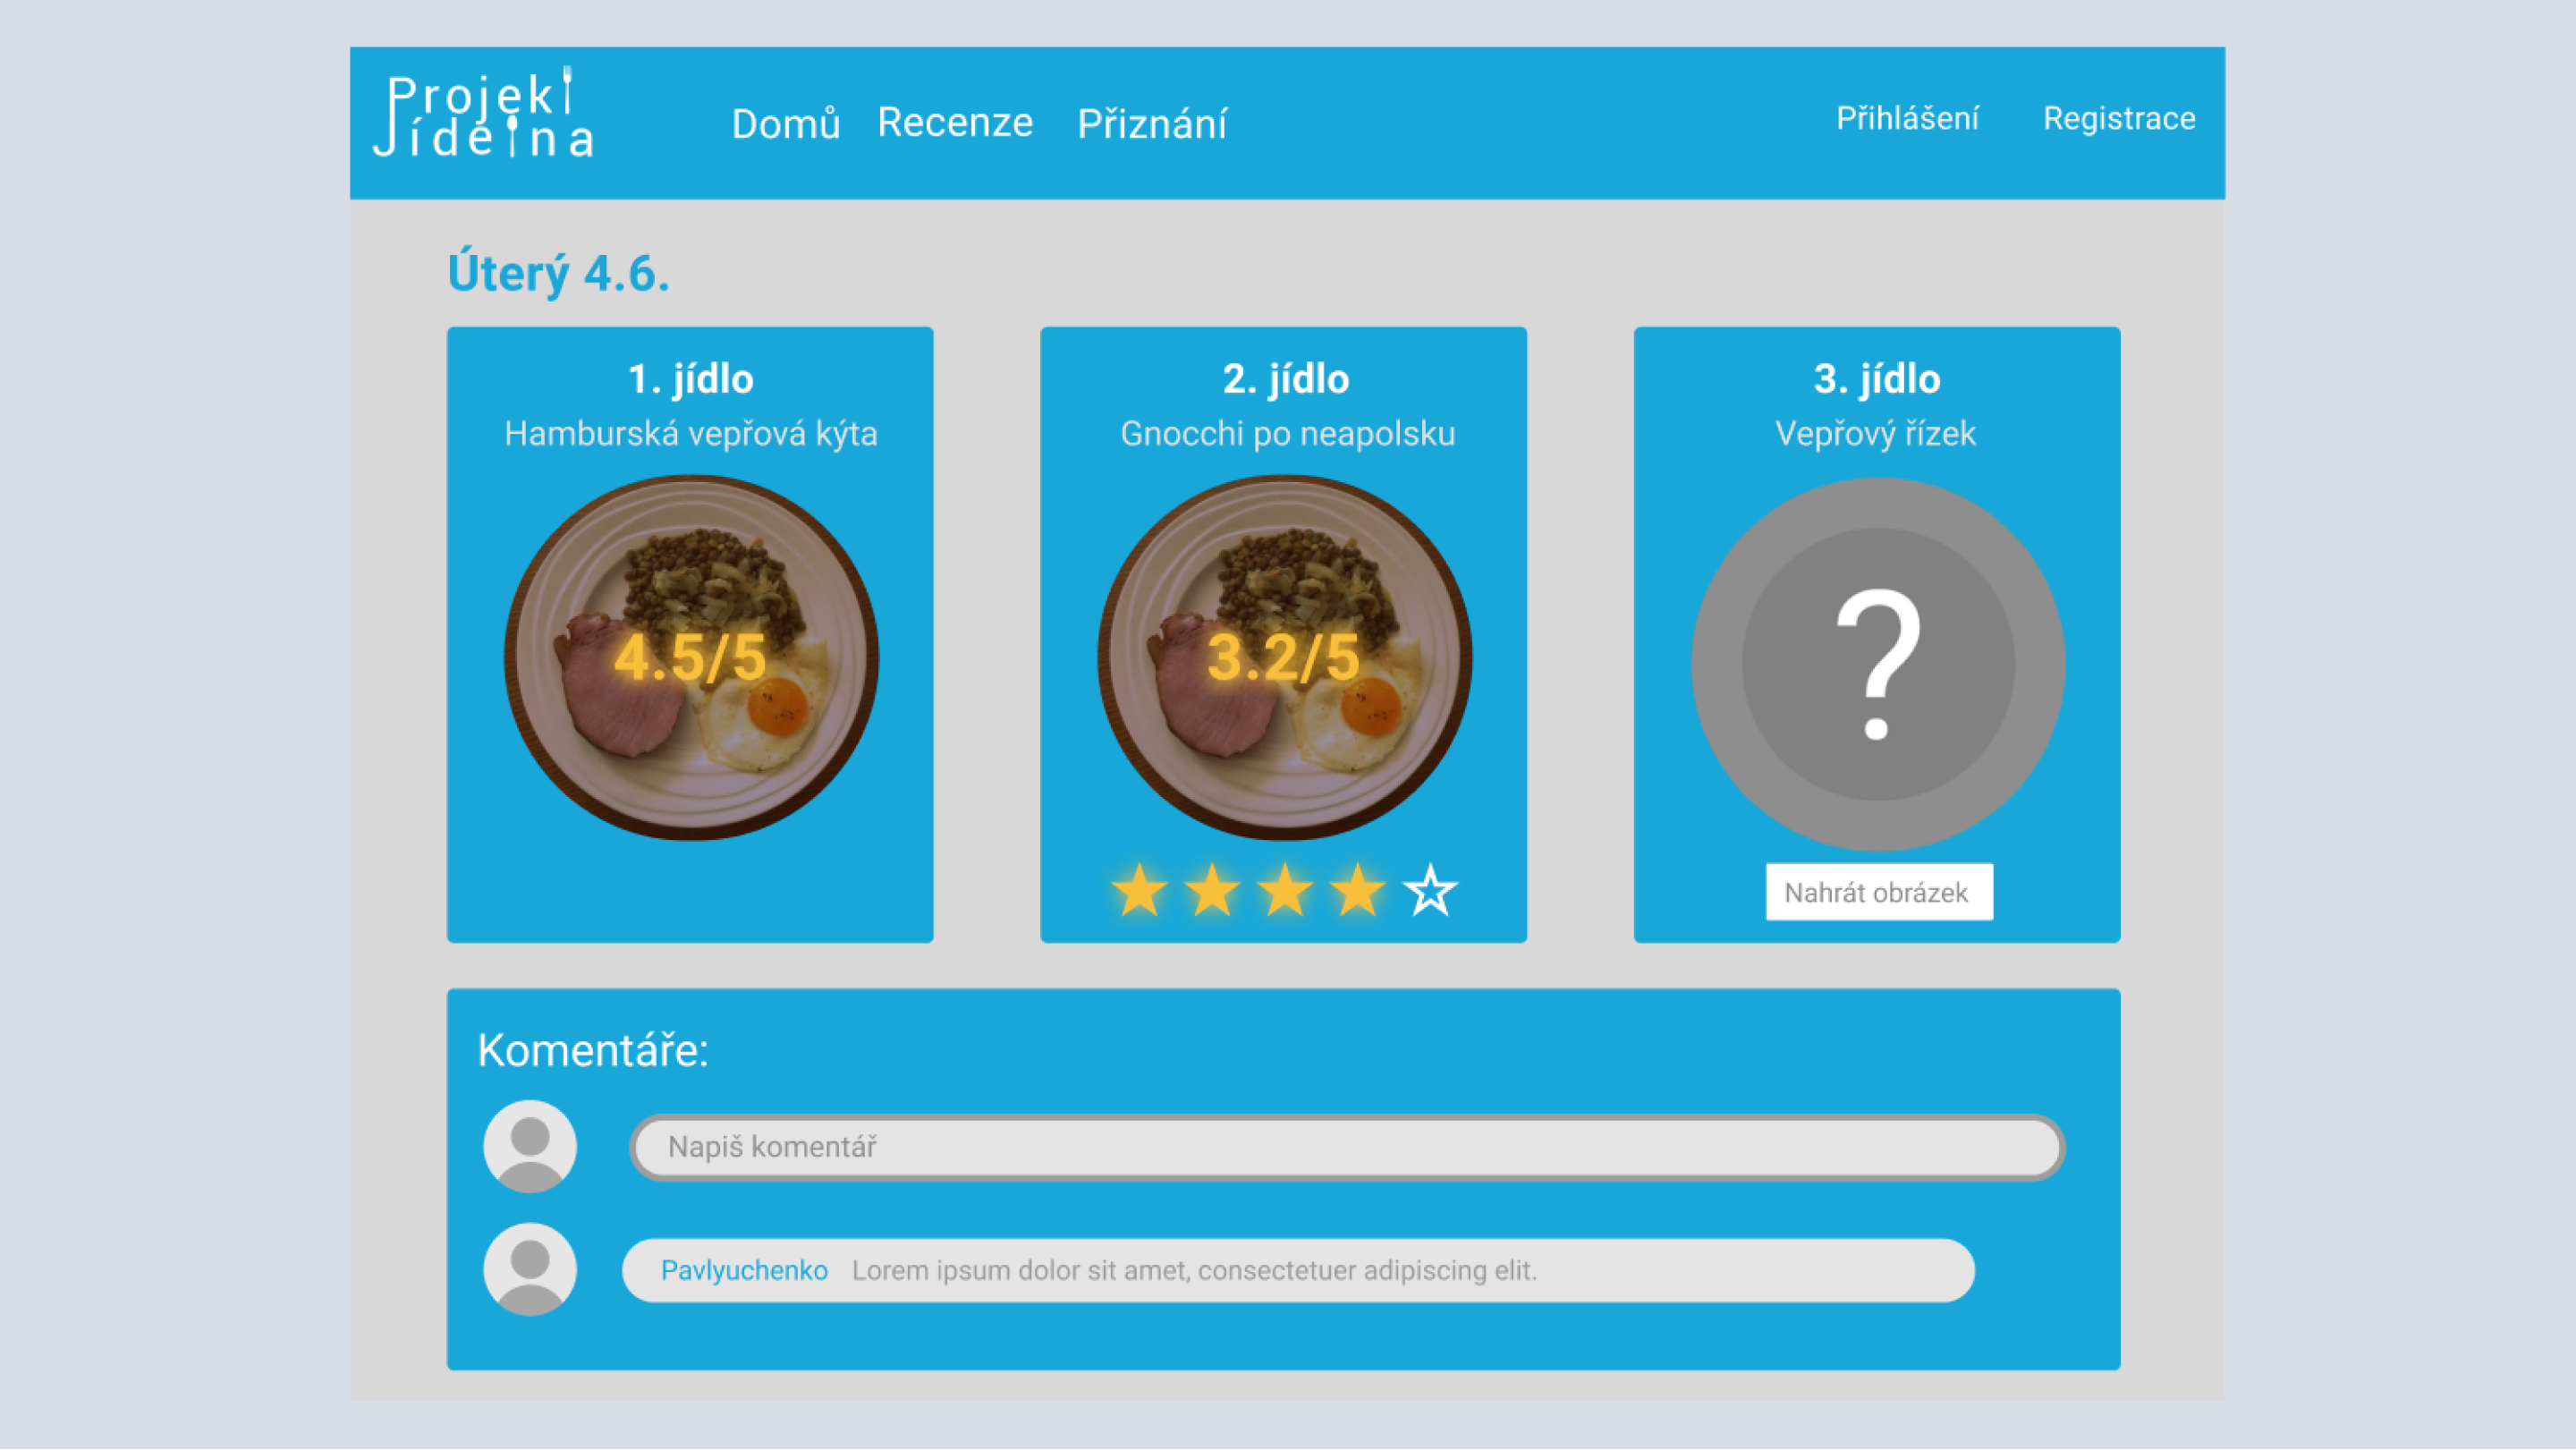 Projekt
Jídelna
Domů Recenze Přiznání
Přihlášení Registrace
Úterý 4.6.
1. jídlo
Hamburská vepřová kýta
4.5/5
2. jídlo
Gnocchi po neapolsku
3.2/5
3. jídlo
Vepřový řízek
?
Nahrát obrázek
Komentáře:
Napiš komentář
Pavlyuchenko Lorem ipsum dolor sit amet, consectetuer adipiscing elit.